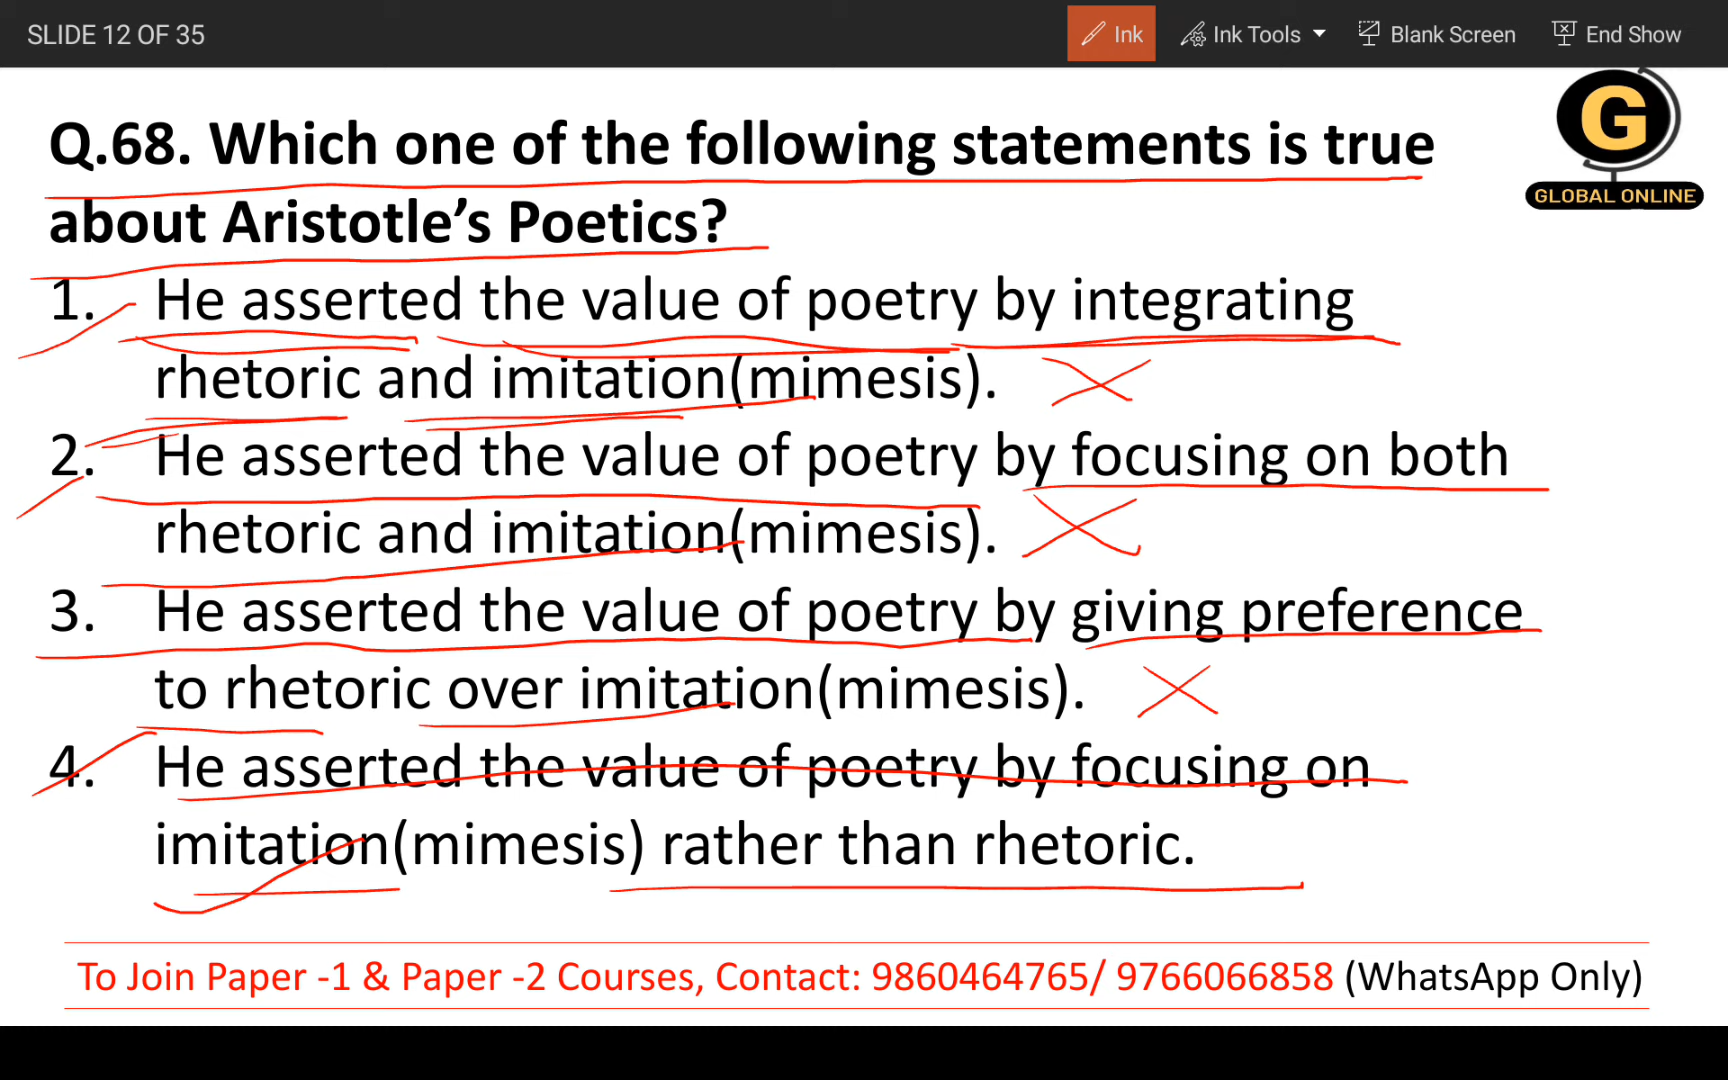 SLIDE 12 OF 35 Ink Ink Tools Blank Screen End Show
G
GLOBAL ONLINE
Q.68. Which one of the following statements is true
about Aristotle’s Poetics?
1. He asserted the value of poetry by integrating
rhetoric and imitation(mimesis).
2. He asserted the value of poetry by focusing on both
rhetoric and imitation(mimesis).
3. He asserted the value of poetry by giving preference
to rhetoric over imitation(mimesis).
4. He asserted the value of poetry by focusing on
imitation(mimesis) rather than rhetoric.
To Join Paper -1 & Paper -2 Courses, Contact: 9860464765/ 9766066858 (WhatsApp Only)